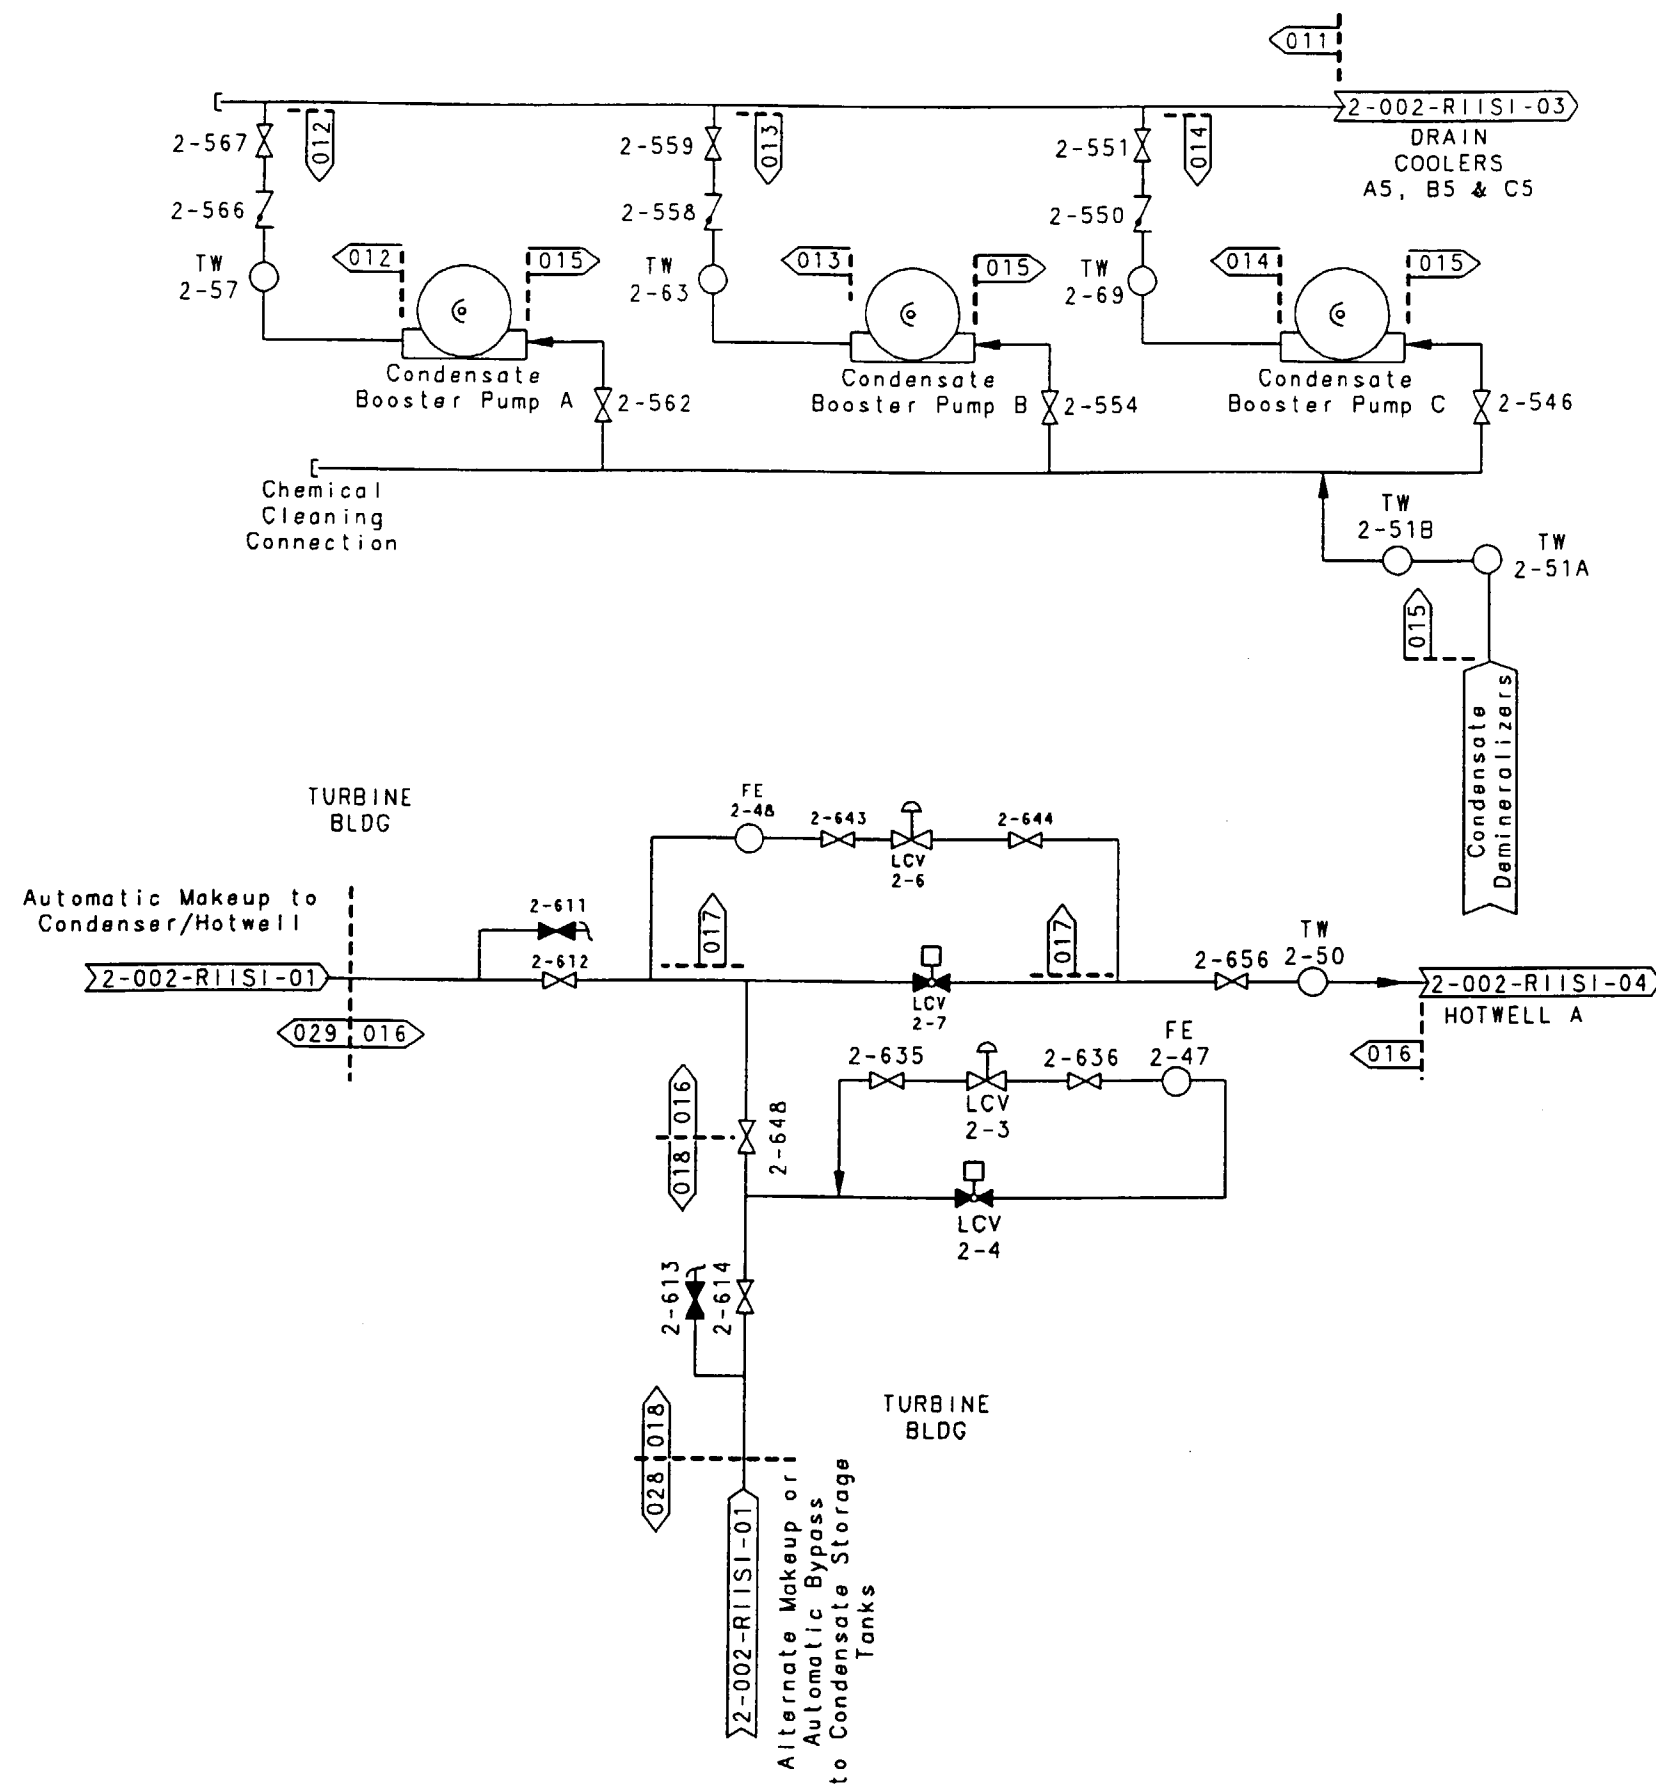 011
2-002-RIISI-03
DRAIN
COOLERS
A5, B5 & C5
2-567
012
2-559
013
2-551
014
2-566
2-558
2-550
TW
2-57
012
015
TW
2-63
013
015
TW
2-69
014
015
Condensate
Booster Pump A
2-562
Condensate
Booster Pump B
2-554
Condensate
Booster Pump C
2-546
Chemical
Cleaning
Connection
TW
2-51B
TW
2-51A
015
Condensate
Demineralizers
TURBINE
BLDG
FE
2-48
2-643
LCV
2-6
2-644
Automatic Makeup to
Condenser/Hotwell
2-611
017
017
2-002-RIISI-01
2-612
LCV
2-7
2-656
TW
2-50
2-002-RIISI-04
HOTWELL A
029
016
016
2-635
LCV
2-3
2-636
FE
2-47
016
018
2-648
LCV
2-4
2-613
2-614
TURBINE
BLDG
018
028
2-002-RIISI-01
Alternate Makeup or
Automatic Bypass
to Condensate Storage
Tanks